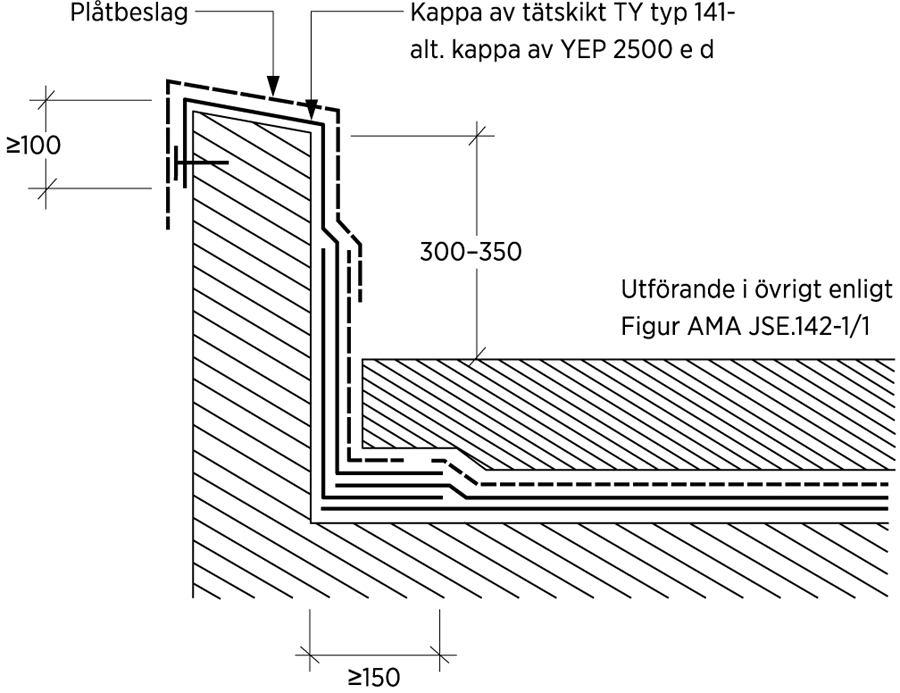 Plåtbeslag
Kappa av tätskikt TY typ 141-
alt. kappa av YEP 2500 e d
≥100
300–350
Utförande i övrigt enligt
Figur AMA JSE.142-1/1
≥150